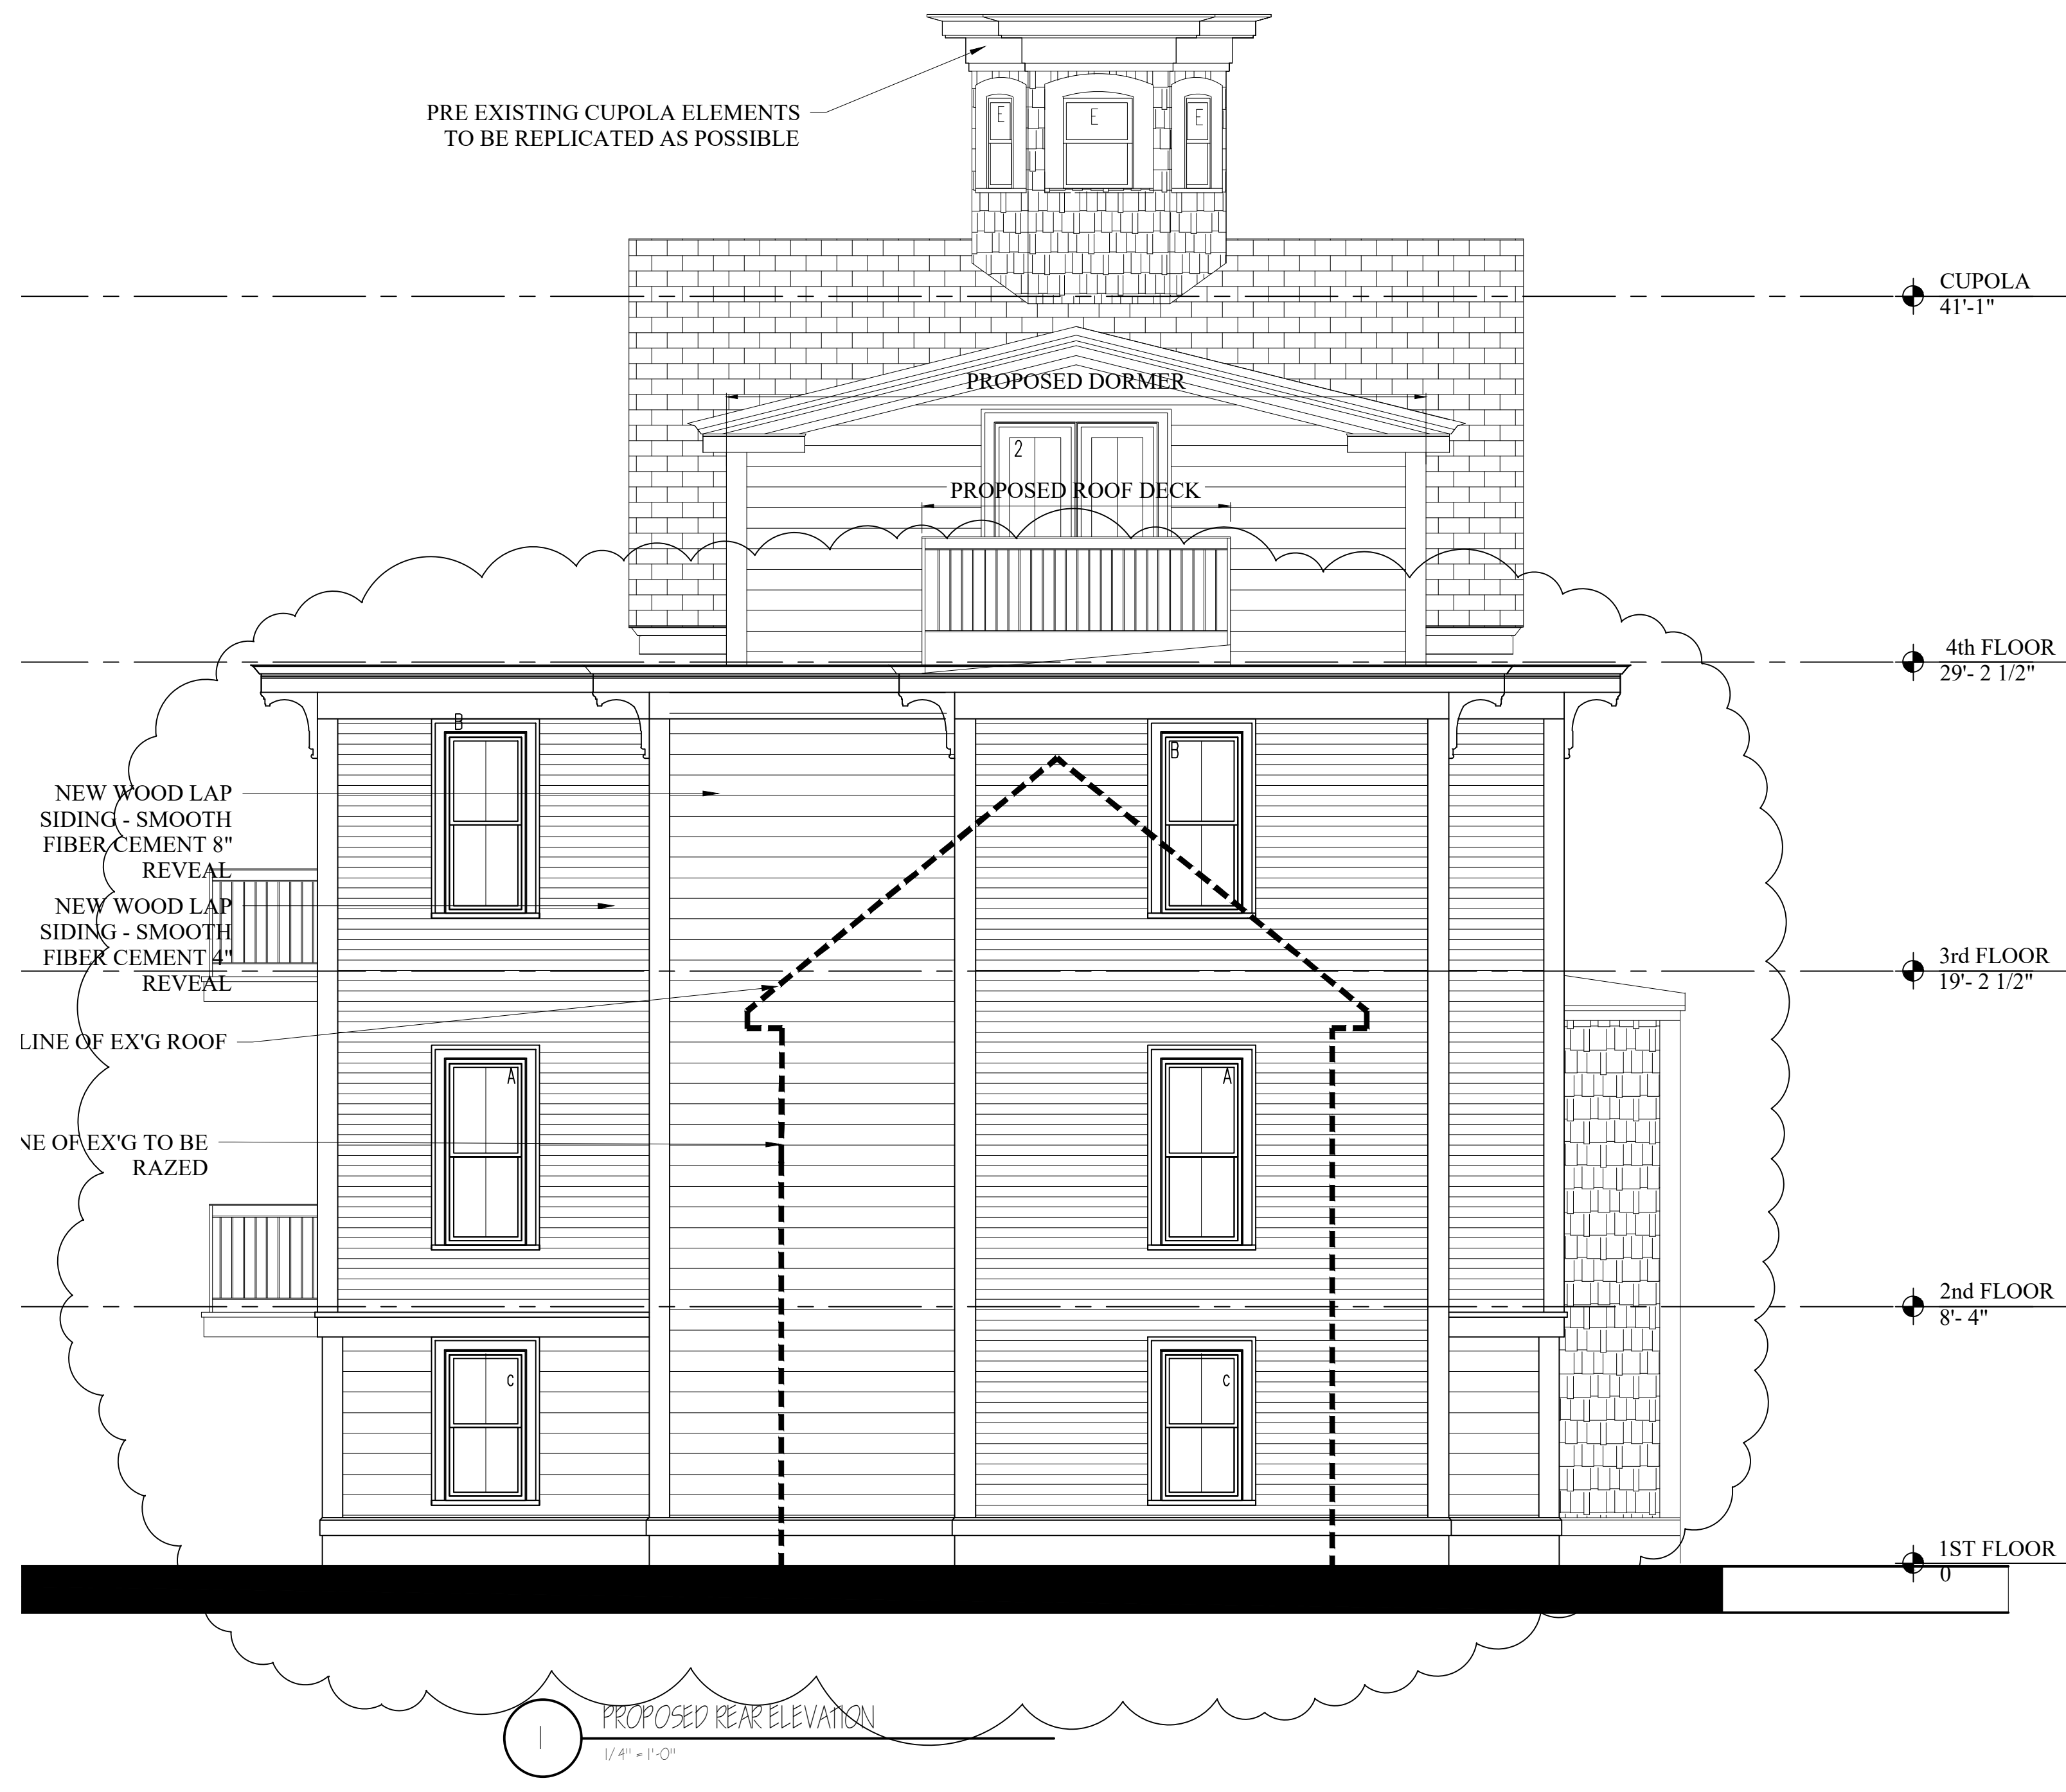 PRE EXISTING CUPOLA ELEMENTS
TO BE REPLICATED AS POSSIBLE
E
E
E
CUPOLA
41'-1"
PROPOSED DORMER
2
PROPOSED ROOF DECK
4th FLOOR
29'- 2 1/2"
B
B
NEW WOOD LAP
SIDING - SMOOTH
FIBER CEMENT 8"
REVEAL
NEW WOOD LAP
SIDING - SMOOTH
FIBER CEMENT 4"
REVEAL
3rd FLOOR
19'- 2 1/2"
LINE OF EX'G ROOF
A
A
NE OF EX'G TO BE
RAZED
2nd FLOOR
8'- 4"
c
c
1ST FLOOR
0
1
PROPOSED REAR ELEVATION
1/4" = 1'-0"